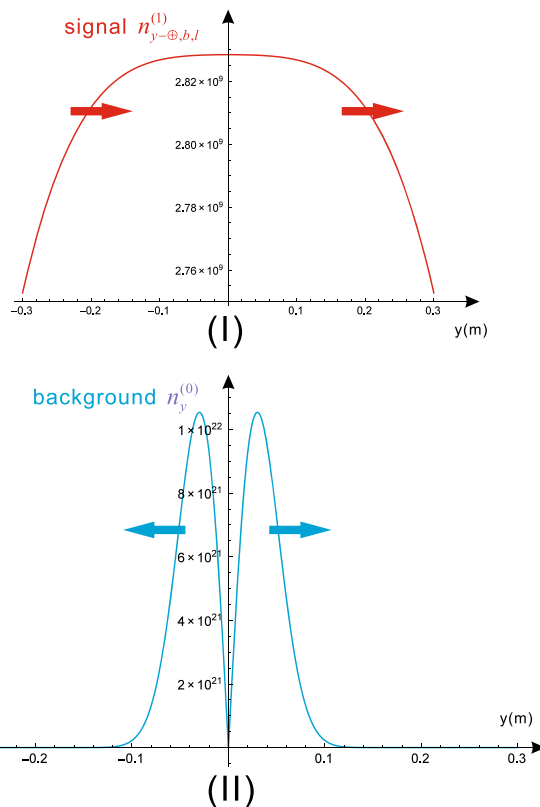 signal n_{y-⊕,b,l}^{(1)}
2.82 × 10⁹
2.80 × 10⁹
2.78 × 10⁹
2.76 × 10⁹
-0.3 -0.2 -0.1 0.1 0.2 0.3
y(m)
(I)
background n_y^{(0)}
1 × 10²²
8 × 10²¹
6 × 10²¹
4 × 10²¹
2 × 10²¹
y(m)
-0.2 -0.1 0.1 0.2 0.3
(II)